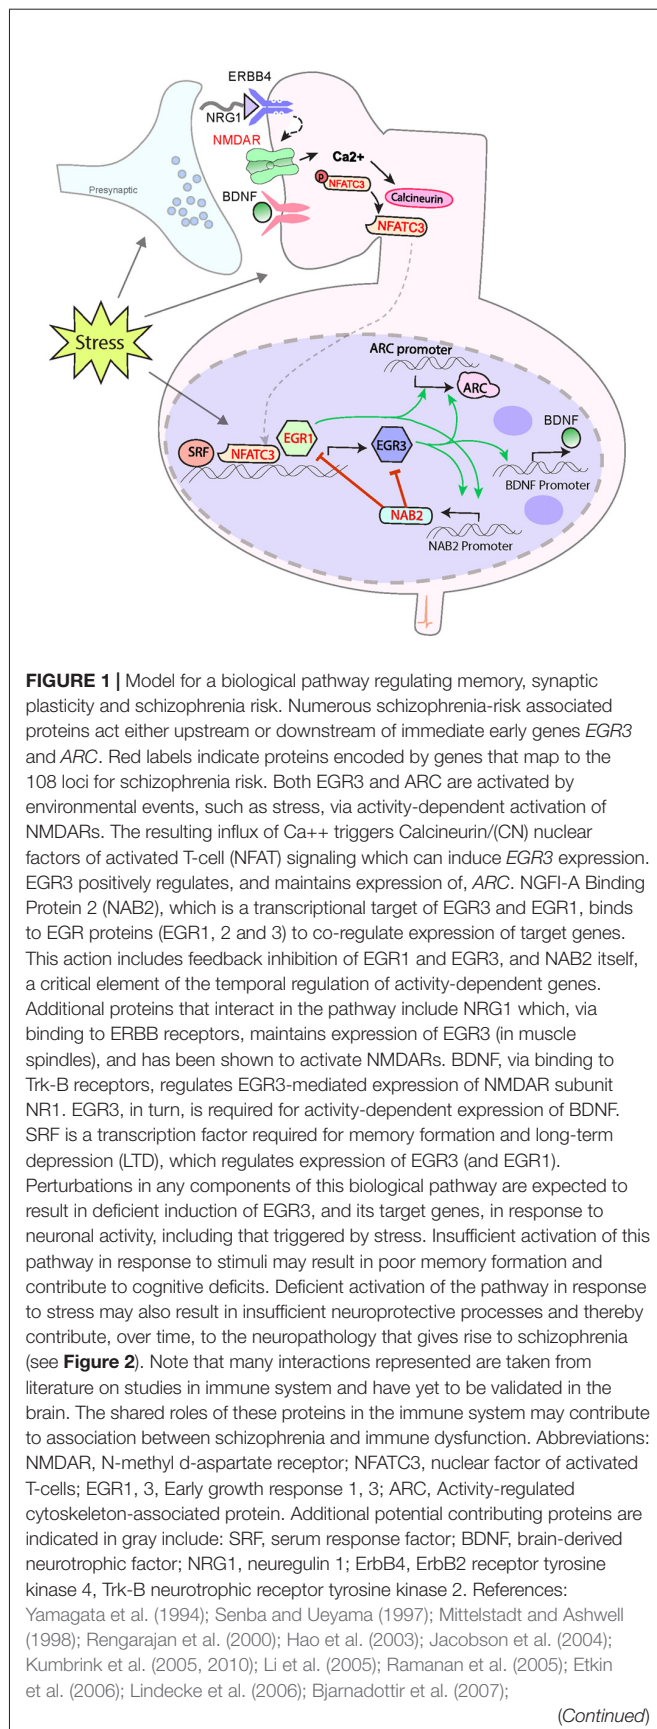 ERBB4
NRG1
NMDAR
Ca2+
P
NFATC3
Calcineurin
BDNF
NFATC3
Presynaptic
Stress
ARC promoter
ARC
BDNF
EGR1
EGR3
SRF
NFATC3
BDNF Promoter
NAB2
NAB2 Promoter
FIGURE 1 | Model for a biological pathway regulating memory, synaptic
plasticity and schizophrenia risk. Numerous schizophrenia-risk associated
proteins act either upstream or downstream of immediate early genes EGR3
and ARC. Red labels indicate proteins encoded by genes that map to the
108 loci for schizophrenia risk. Both EGR3 and ARC are activated by
environmental events, such as stress, via activity-dependent activation of
NMDARs. The resulting influx of Ca++ triggers Calcineurin/(CN) nuclear
factors of activated T-cell (NFAT) signaling which can induce EGR3 expression.
EGR3 positively regulates, and maintains expression of, ARC. NGFI-A Binding
Protein 2 (NAB2), which is a transcriptional target of EGR3 and EGR1, binds
to EGR proteins (EGR1, 2 and 3) to co-regulate expression of target genes.
This action includes feedback inhibition of EGR1 and EGR3, and NAB2 itself,
a critical element of the temporal regulation of activity-dependent genes.
Additional proteins that interact in the pathway include NRG1 which, via
binding to ERBB receptors, maintains expression of EGR3 (in muscle
spindles), and has been shown to activate NMDARs. BDNF, via binding to
Trk-B receptors, regulates EGR3-mediated expression of NMDAR subunit
NR1. EGR3, in turn, is required for activity-dependent expression of BDNF.
SRF is a transcription factor required for memory formation and long-term
depression (LTD), which regulates expression of EGR3 (and EGR1).
Perturbations in any components of this biological pathway are expected to
result in deficient induction of EGR3, and its target genes, in response to
neuronal activity, including that triggered by stress. Insufficient activation of this
pathway in response to stimuli may result in poor memory formation and
contribute to cognitive deficits. Deficient activation of the pathway in response
to stress may also result in insufficient neuroprotective processes and thereby
contribute, over time, to the neuropathology that gives rise to schizophrenia
(see Figure 2). Note that many interactions represented are taken from
literature on studies in immune system and have yet to be validated in the
brain. The shared roles of these proteins in the immune system may contribute
to association between schizophrenia and immune dysfunction. Abbreviations:
NMDAR, N-methyl d-aspartate receptor; NFATC3, nuclear factor of activated
T-cells; EGR1, 3, Early growth response 1, 3; ARC, Activity-regulated
cytoskeleton-associated protein. Additional potential contributing proteins are
indicated in gray include: SRF, serum response factor; BDNF, brain-derived
neurotrophic factor; NRG1, neuregulin 1; ErbB4, ErbB2 receptor tyrosine
kinase 4, Trk-B neurotrophic receptor tyrosine kinase 2. References:
Yamagata et al. (1994); Senba and Ueyama (1997); Mittelstadt and Ashwell
(1998); Rengarajan et al. (2000); Hao et al. (2003); Jacobson et al. (2004);
Kumbrink et al. (2005, 2010); Li et al. (2005); Ramanan et al. (2005); Etkin
et al. (2006); Lindecke et al. (2006); Bjarnadottir et al. (2007);
(Continued)